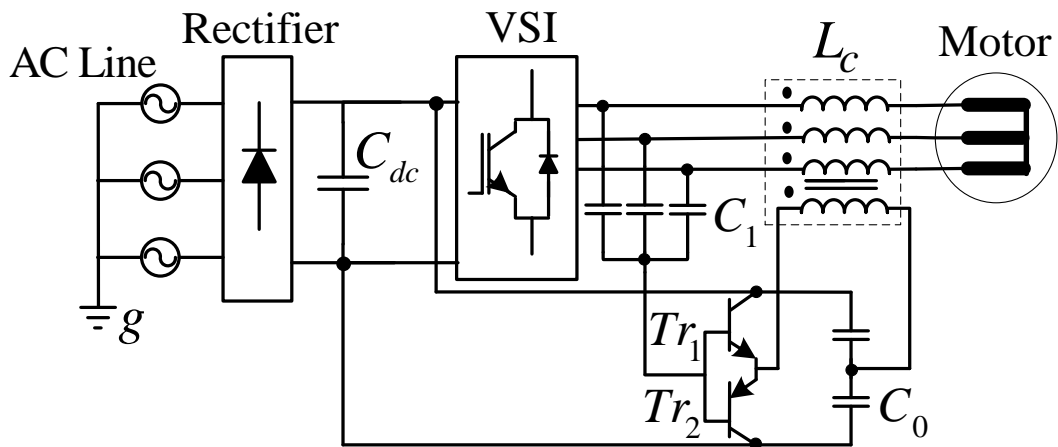 Rectifier
VSI
Motor
AC Line
L_c
C_dc
C_1
g
Tr_1
Tr_2
C_0